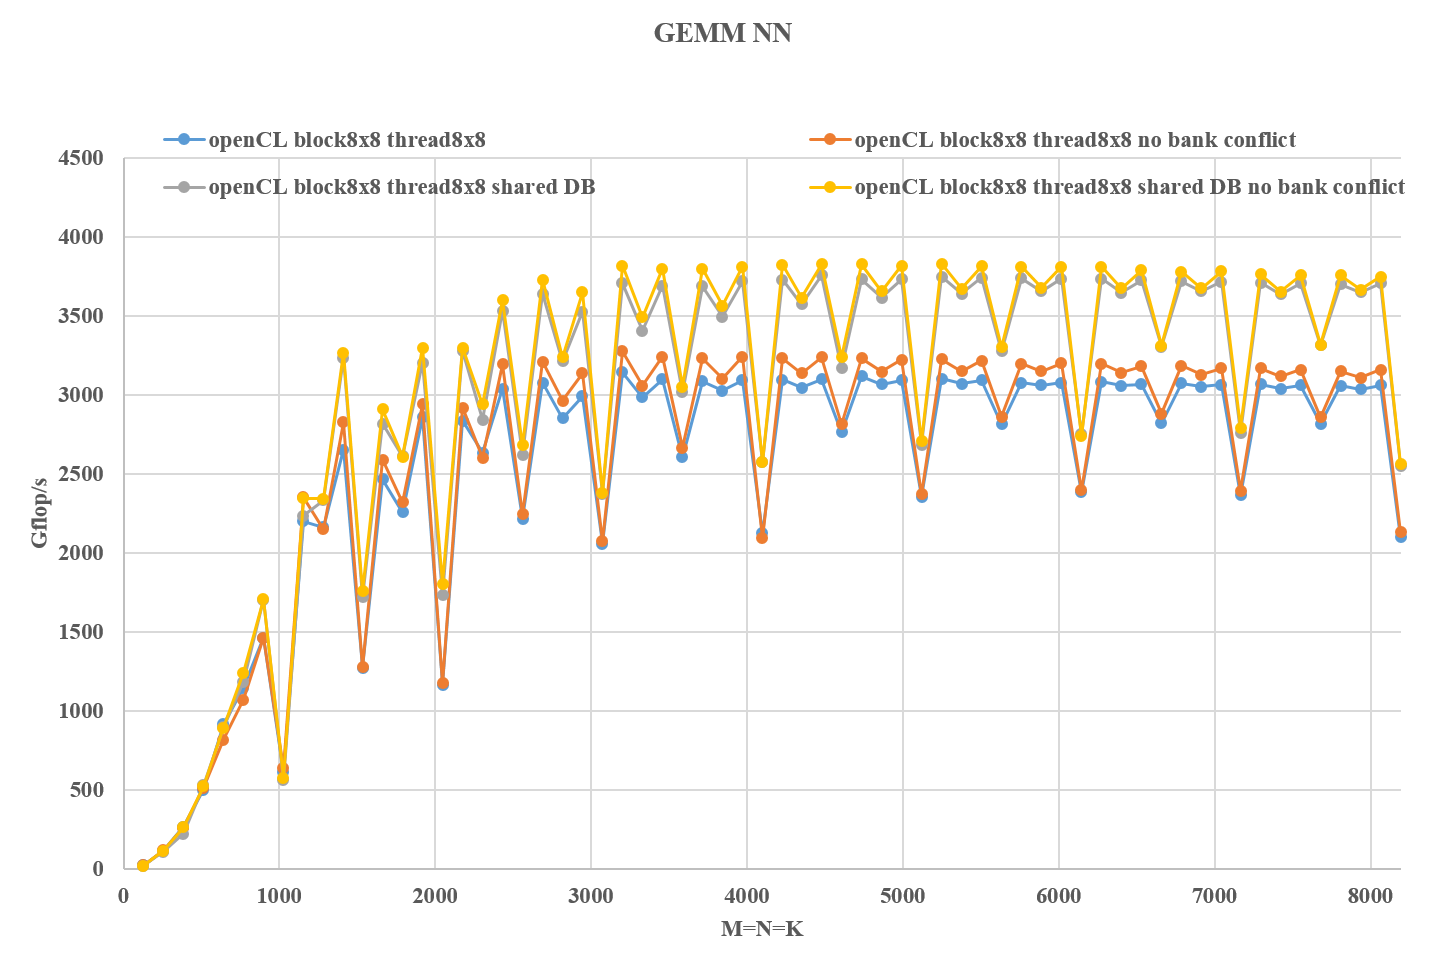 GEMM NN
openCL block8x8 thread8x8
openCL block8x8 thread8x8 no bank conflict
openCL block8x8 thread8x8 shared DB
openCL block8x8 thread8x8 shared DB no bank conflict
4500
4000
3500
3000
2500
2000
1500
1000
500
0
Gflop/s
0 1000 2000 3000 4000 5000 6000 7000 8000
M=N=K